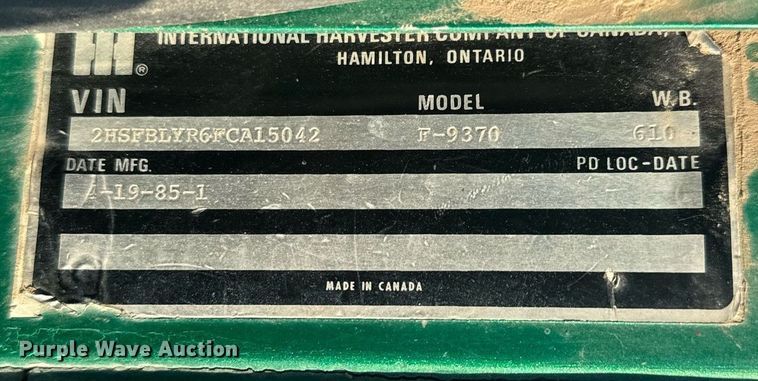 INTERNATIONAL HARVESTER COMPANY OF CANADA,
IH ®
HAMILTON, ONTARIO
VIN MODEL W.B.
2HSFBLYR6FCA15042 F-9370 610
DATE MFG. PD LOC-DATE
-19-85-1 -
MADE IN CANADA
Purple Wave Auction